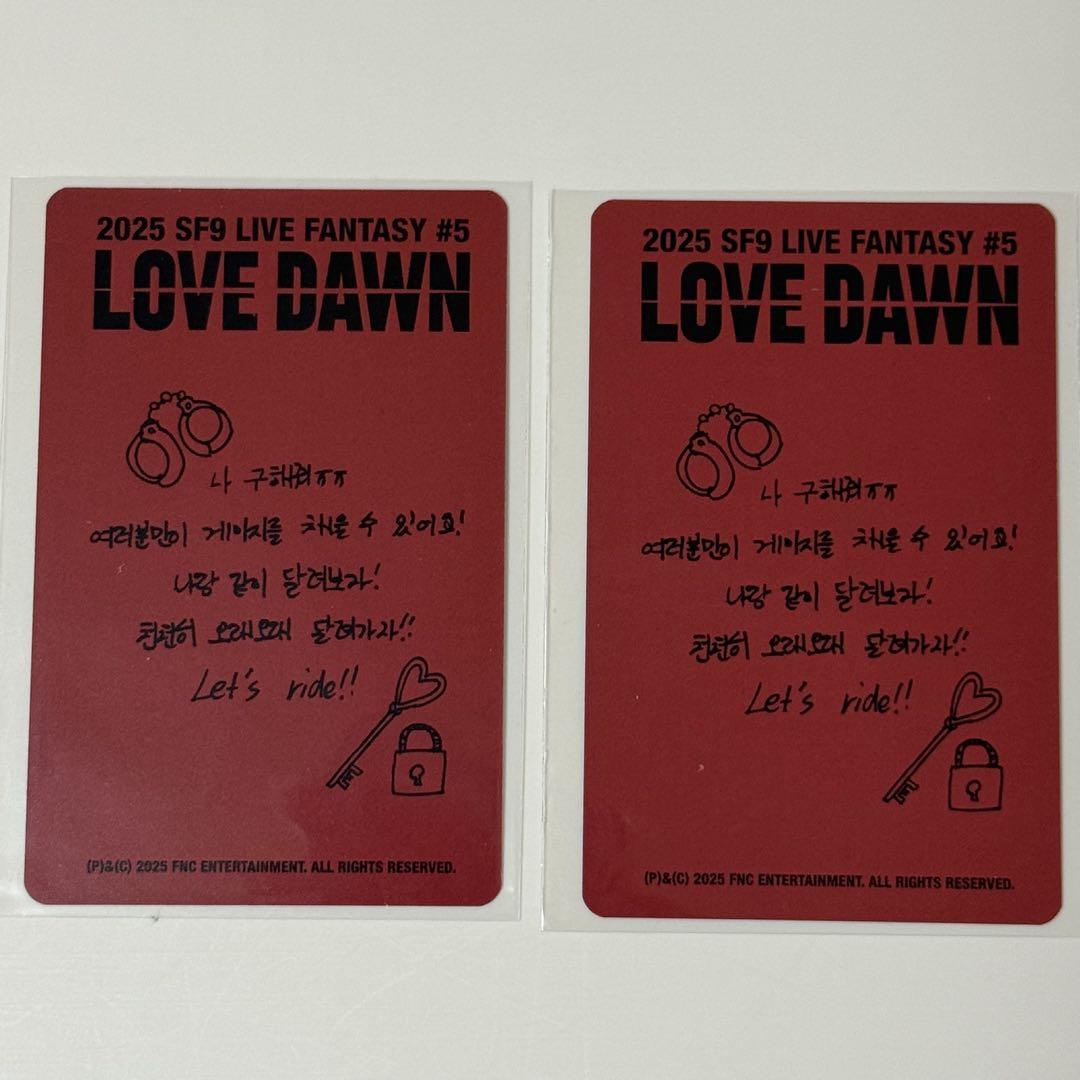 2025 SF9 LIVE FANTASY #5
LOVE DAWN
나 구해줘ㅠㅠ
여러분만이 게이지를 채울 수 있어요!
나랑 같이 달려보자!
천천히 오래오래 달려가자!!
Let's ride!!
(P)&(C) 2025 FNC ENTERTAINMENT. ALL RIGHTS RESERVED.
2025 SF9 LIVE FANTASY #5
LOVE DAWN
나 구해줘ㅠㅠ
여러분만이 게이지를 채울 수 있어요!
나랑 같이 달려보자!
천천히 오래오래 달려가자!!
Let's ride!!
(P)&(C) 2025 FNC ENTERTAINMENT. ALL RIGHTS RESERVED.